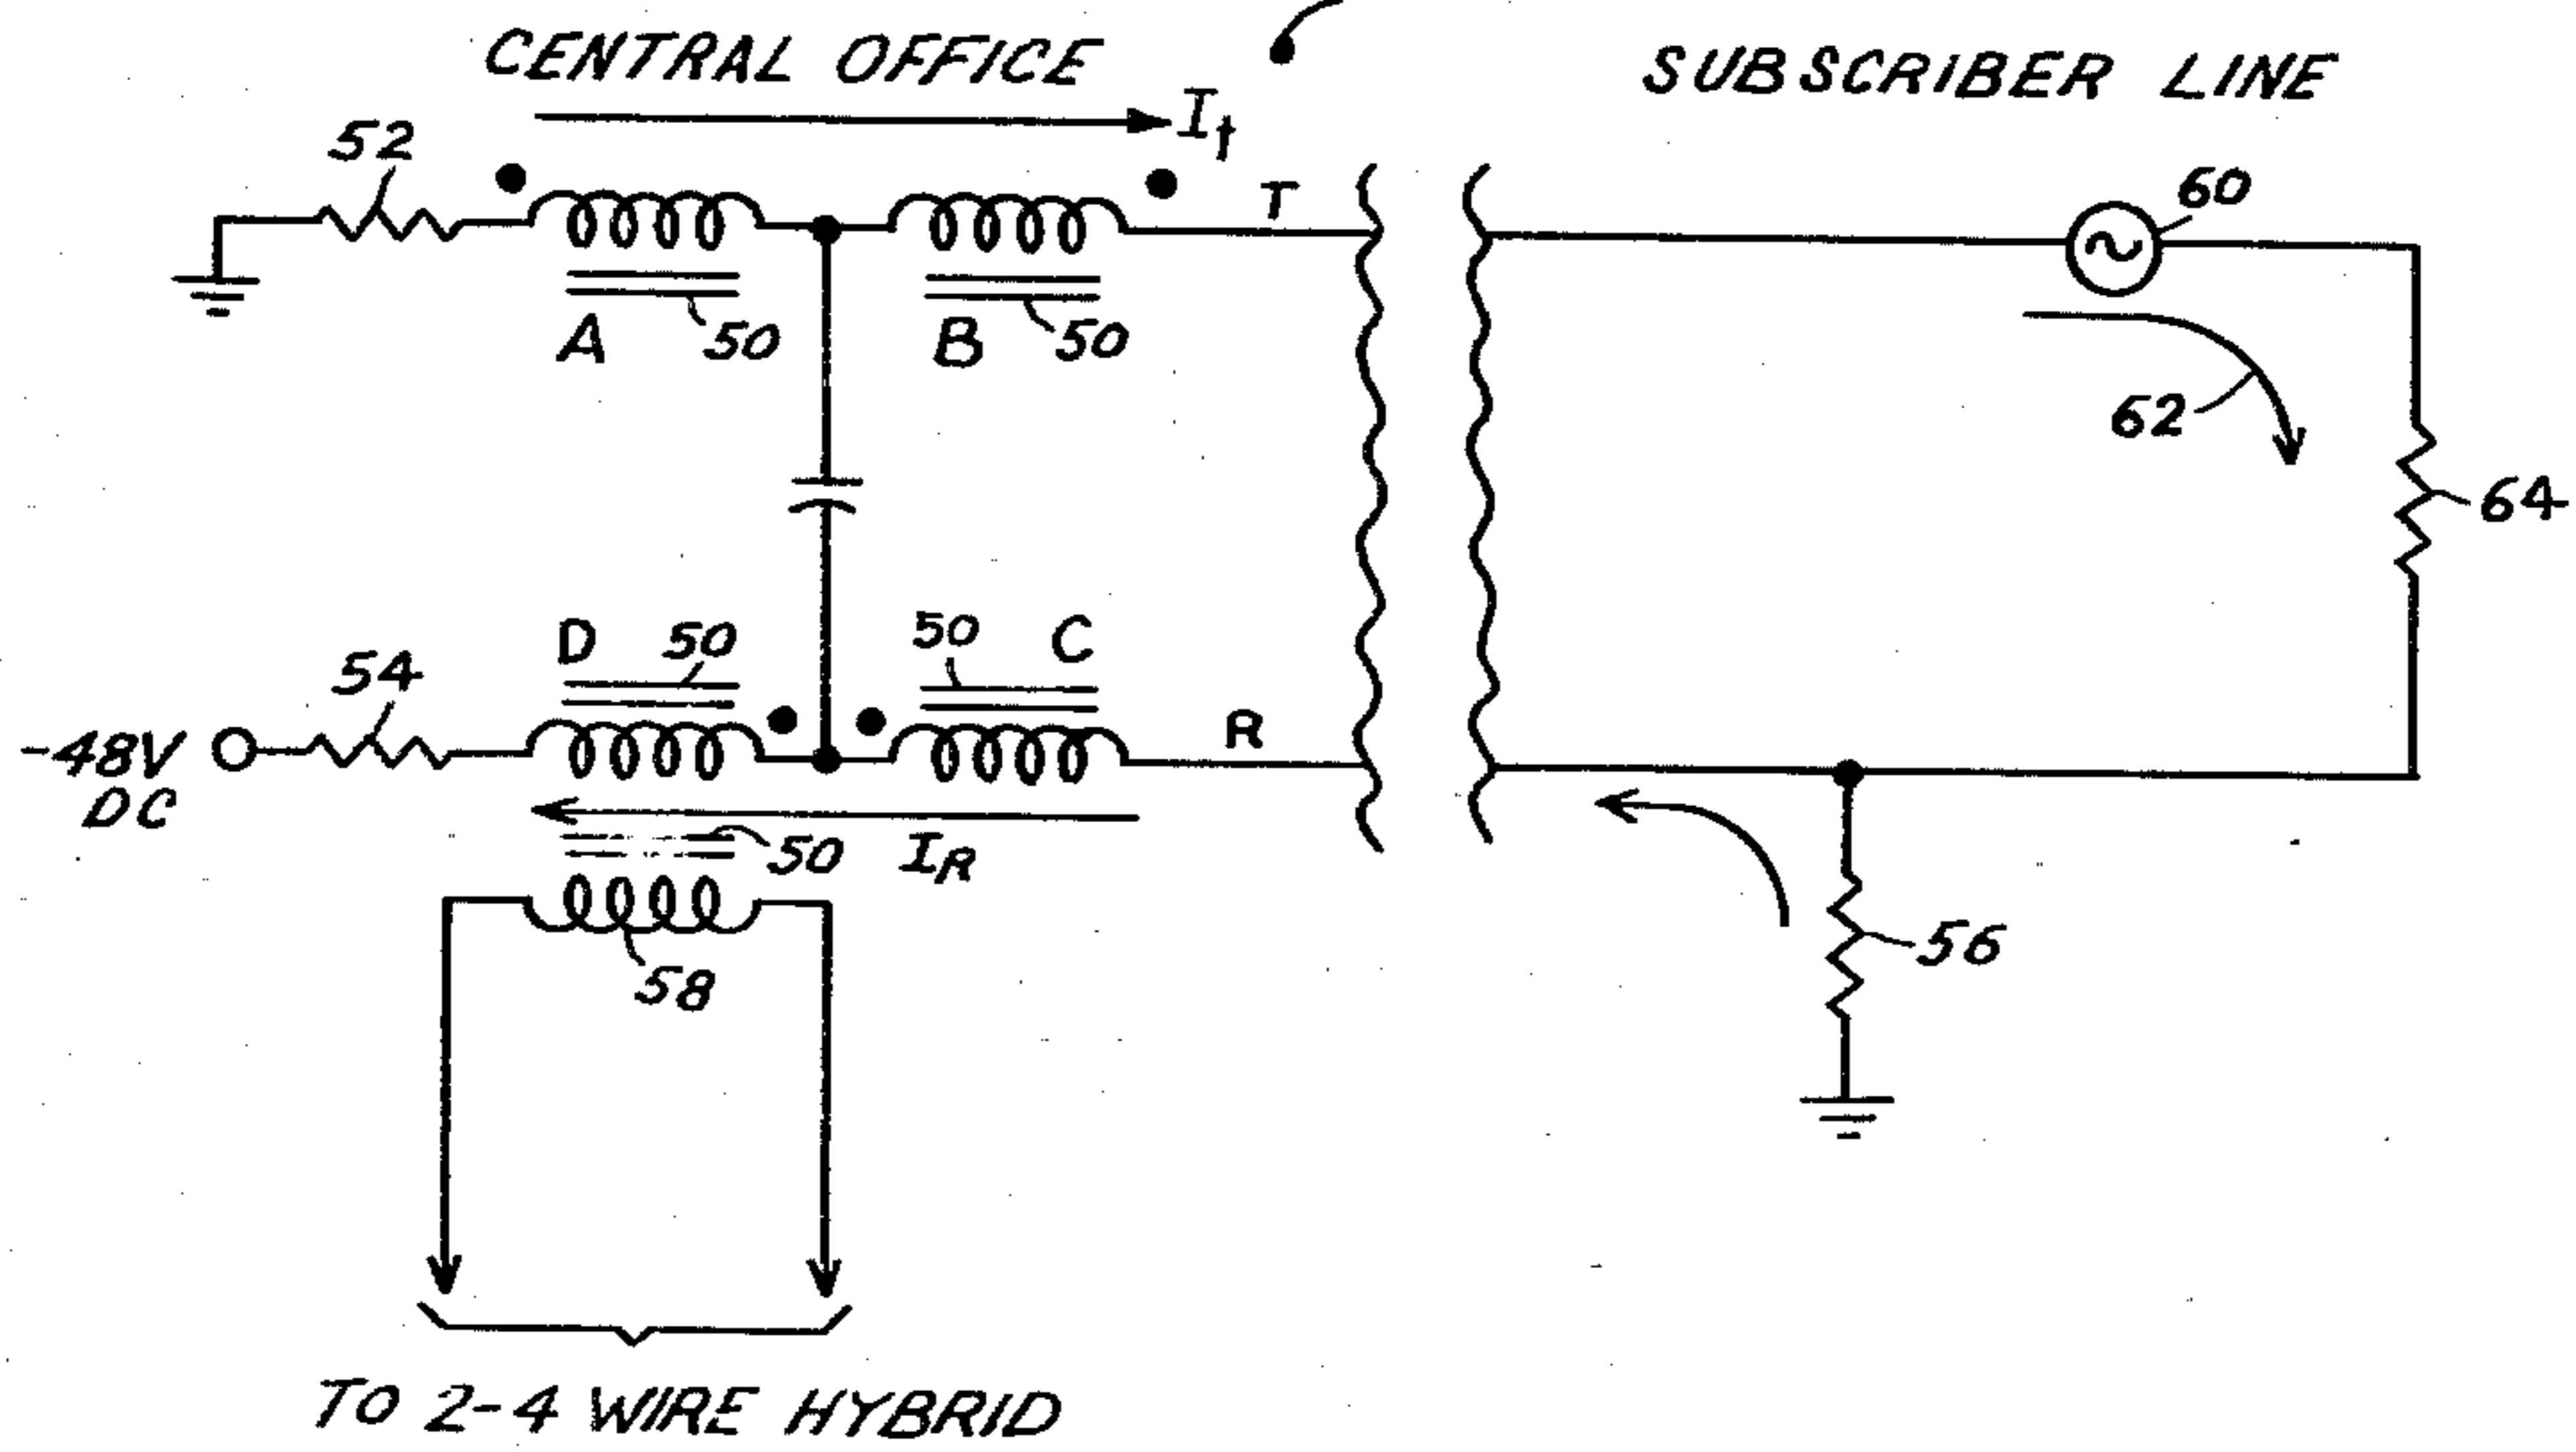 CENTRAL OFFICE
SUBSCRIBER LINE
It
52
T
60
A
50
B
50
62
64
D
50
50
C
54
R
-48V
DC
50
IR
58
56
TO 2-4 WIRE HYBRID